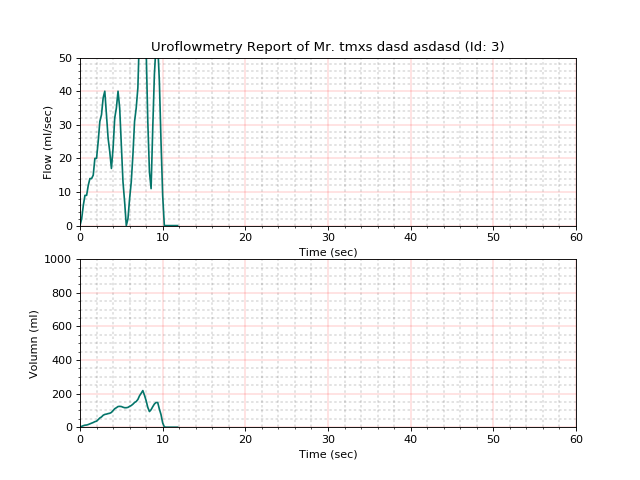 Uroflowmetry Report of Mr. tmxs dasd asdasd (Id: 3)
50
40
30
20
10
0
Flow (ml/sec)
0 10 20 30 40 50 60
Time (sec)
1000
800
600
400
200
0
Volumn (ml)
0 10 20 30 40 50 60
Time (sec)